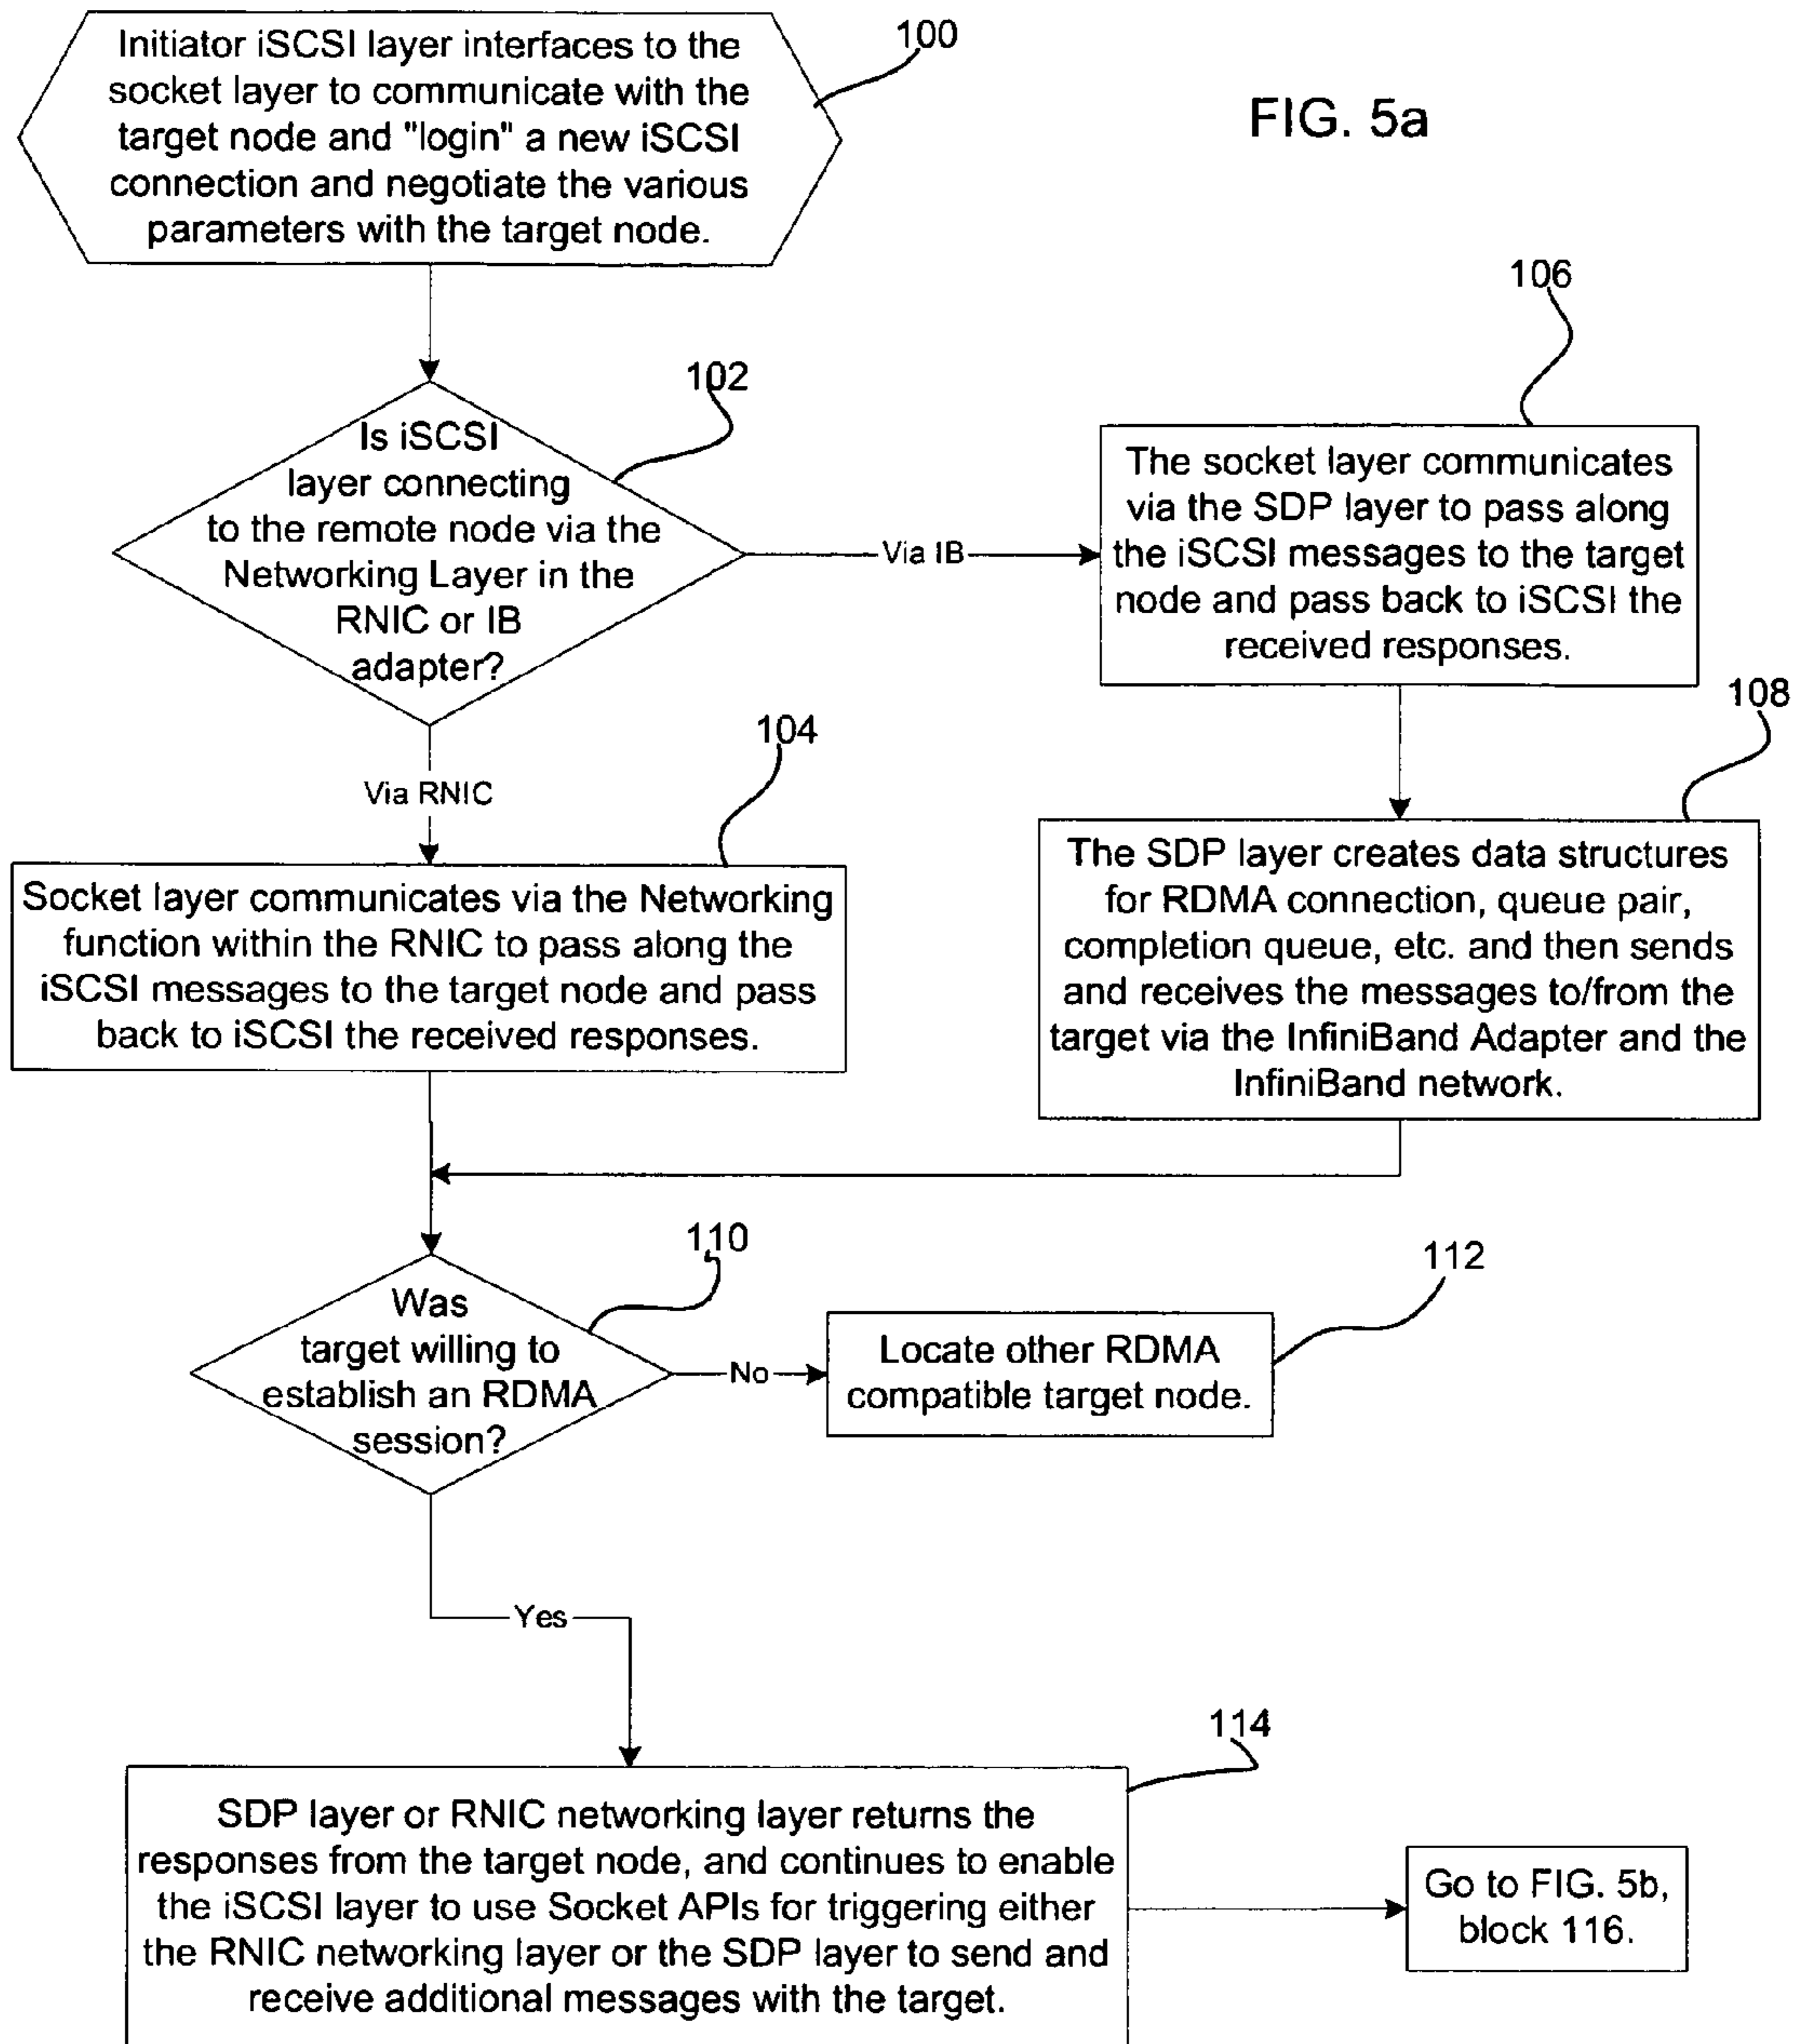 Initiator iSCSI layer interfaces to the
socket layer to communicate with the
target node and "login" a new iSCSI
connection and negotiate the various
parameters with the target node.
100
FIG. 5a
102
Is iSCSI
layer connecting
to the remote node via the
Networking Layer in the
RNIC or IB
adapter?
Via IB
106
The socket layer communicates
via the SDP layer to pass along
the iSCSI messages to the target
node and pass back to iSCSI the
received responses.
Via RNIC
104
Socket layer communicates via the Networking
function within the RNIC to pass along the
iSCSI messages to the target node and pass
back to iSCSI the received responses.
108
The SDP layer creates data structures
for RDMA connection, queue pair,
completion queue, etc. and then sends
and receives the messages to/from the
target via the InfiniBand Adapter and the
InfiniBand network.
110
Was
target willing to
establish an RDMA
session?
No
112
Locate other RDMA
compatible target node.
Yes
114
SDP layer or RNIC networking layer returns the
responses from the target node, and continues to enable
the iSCSI layer to use Socket APIs for triggering either
the RNIC networking layer or the SDP layer to send and
receive additional messages with the target.
Go to FIG. 5b,
block 116.